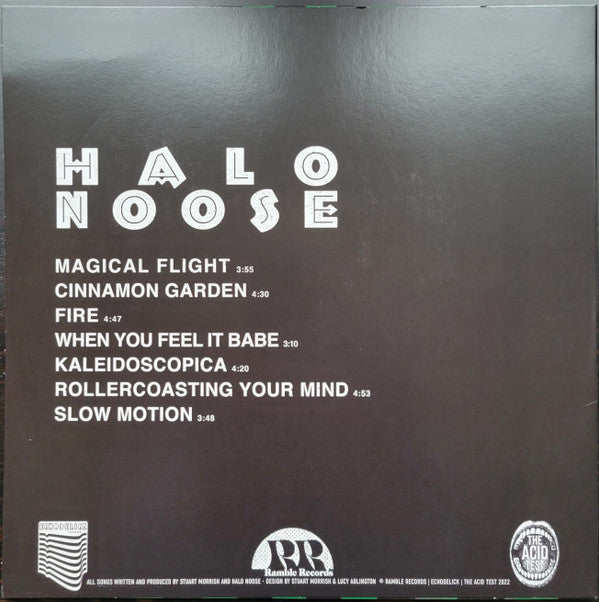 HALO
NOOSE
MAGICAL FLIGHT 3:55
CINNAMON GARDEN 4:30
FIRE 4:47
WHEN YOU FEEL IT BABE 3:10
KALEIDOSCOPICA 4:20
ROLLERCOASTING YOUR MIND 4:53
SLOW MOTION 3:48
ECHODELICK
RR
Ramble Records
THE
ACID
TEST
ALL SONGS WRITTEN AND PRODUCED BY STUART MORRISH AND HALO NOOSE - DESIGN BY STUART MORRISH & LUCY ADLINGTON © RAMBLE RECORDS | ECHODELICK | THE ACID TEST 2022